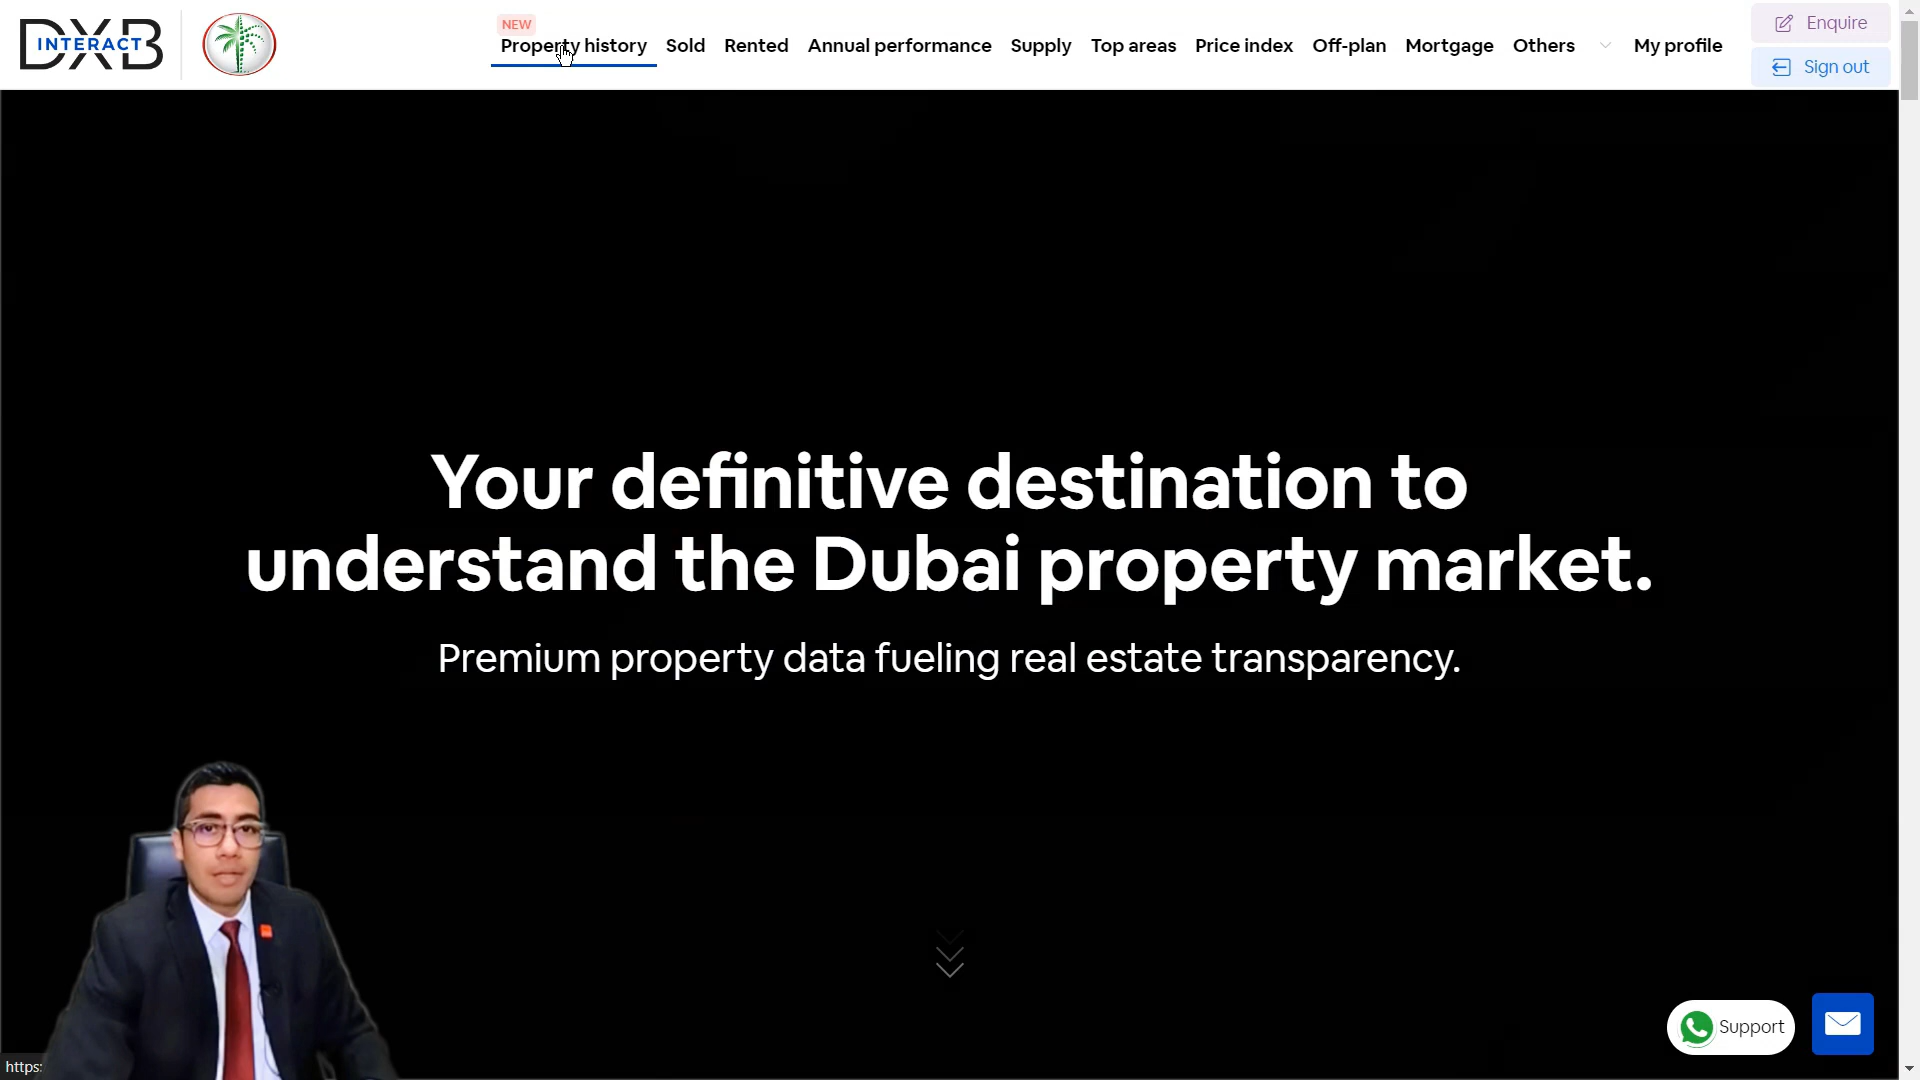 DXB
INTERACT
NEW
Property history
Sold
Rented
Annual performance
Supply
Top areas
Price index
Off-plan
Mortgage
Others
My profile
Enquire
Sign out
Your definitive destination to
understand the Dubai property market.
Premium property data fueling real estate transparency.
Support
https: